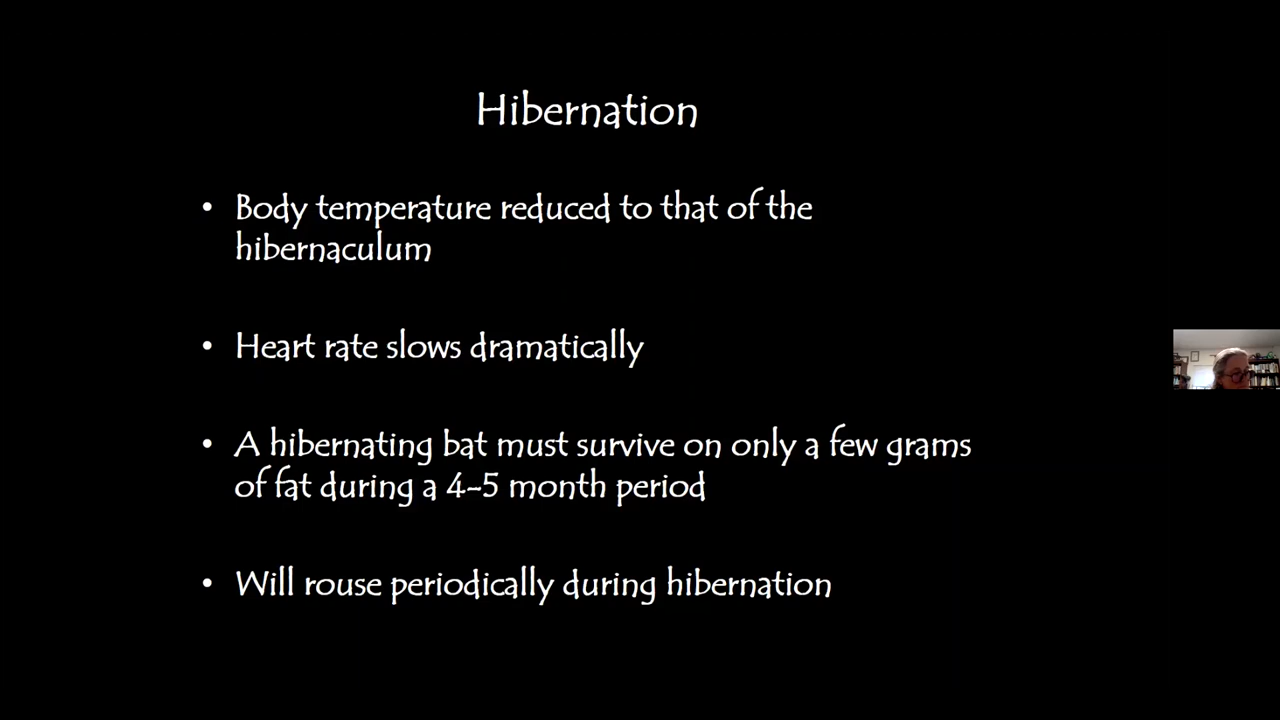 Hibernation
• Body temperature reduced to that of the
hibernaculum
• Heart rate slows dramatically
• A hibernating bat must survive on only a few grams
of fat during a 4-5 month period
• Will rouse periodically during hibernation